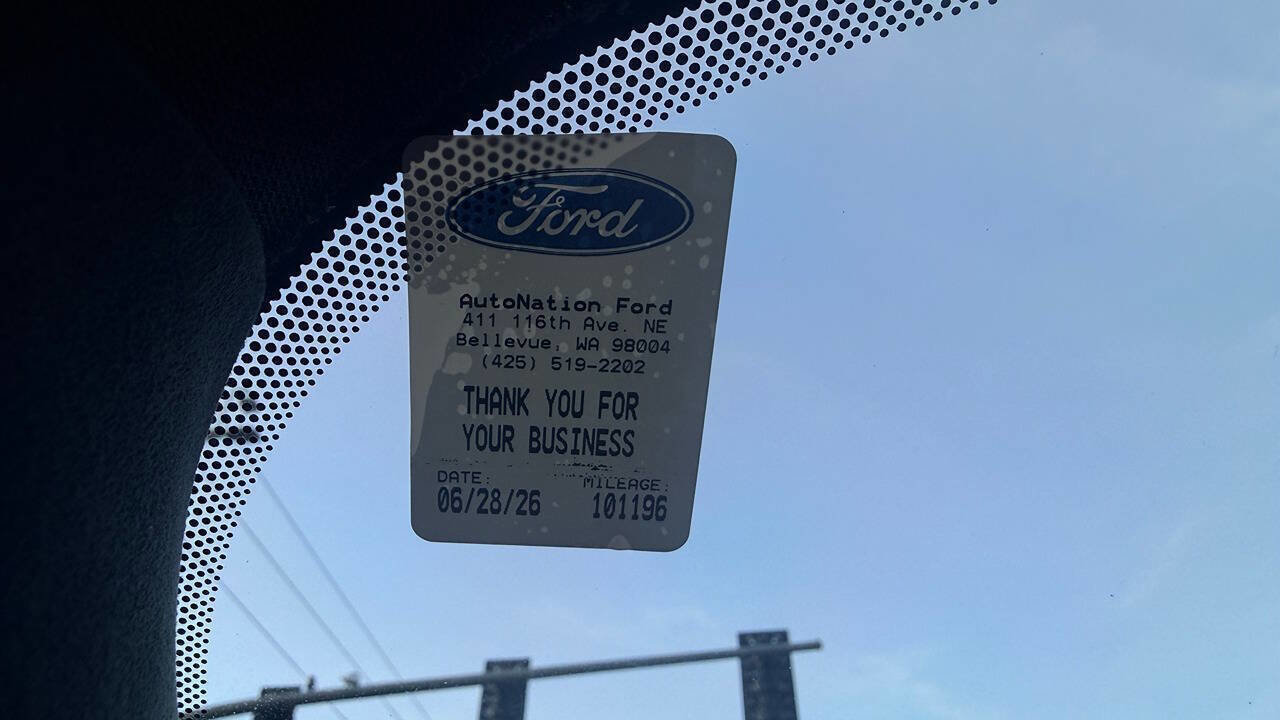 Ford
AutoNation Ford
411 116th Ave. NE
Bellevue, WA 98004
(425) 519-2202
THANK YOU FOR
YOUR BUSINESS
DATE: MILEAGE:
06/28/26 101196